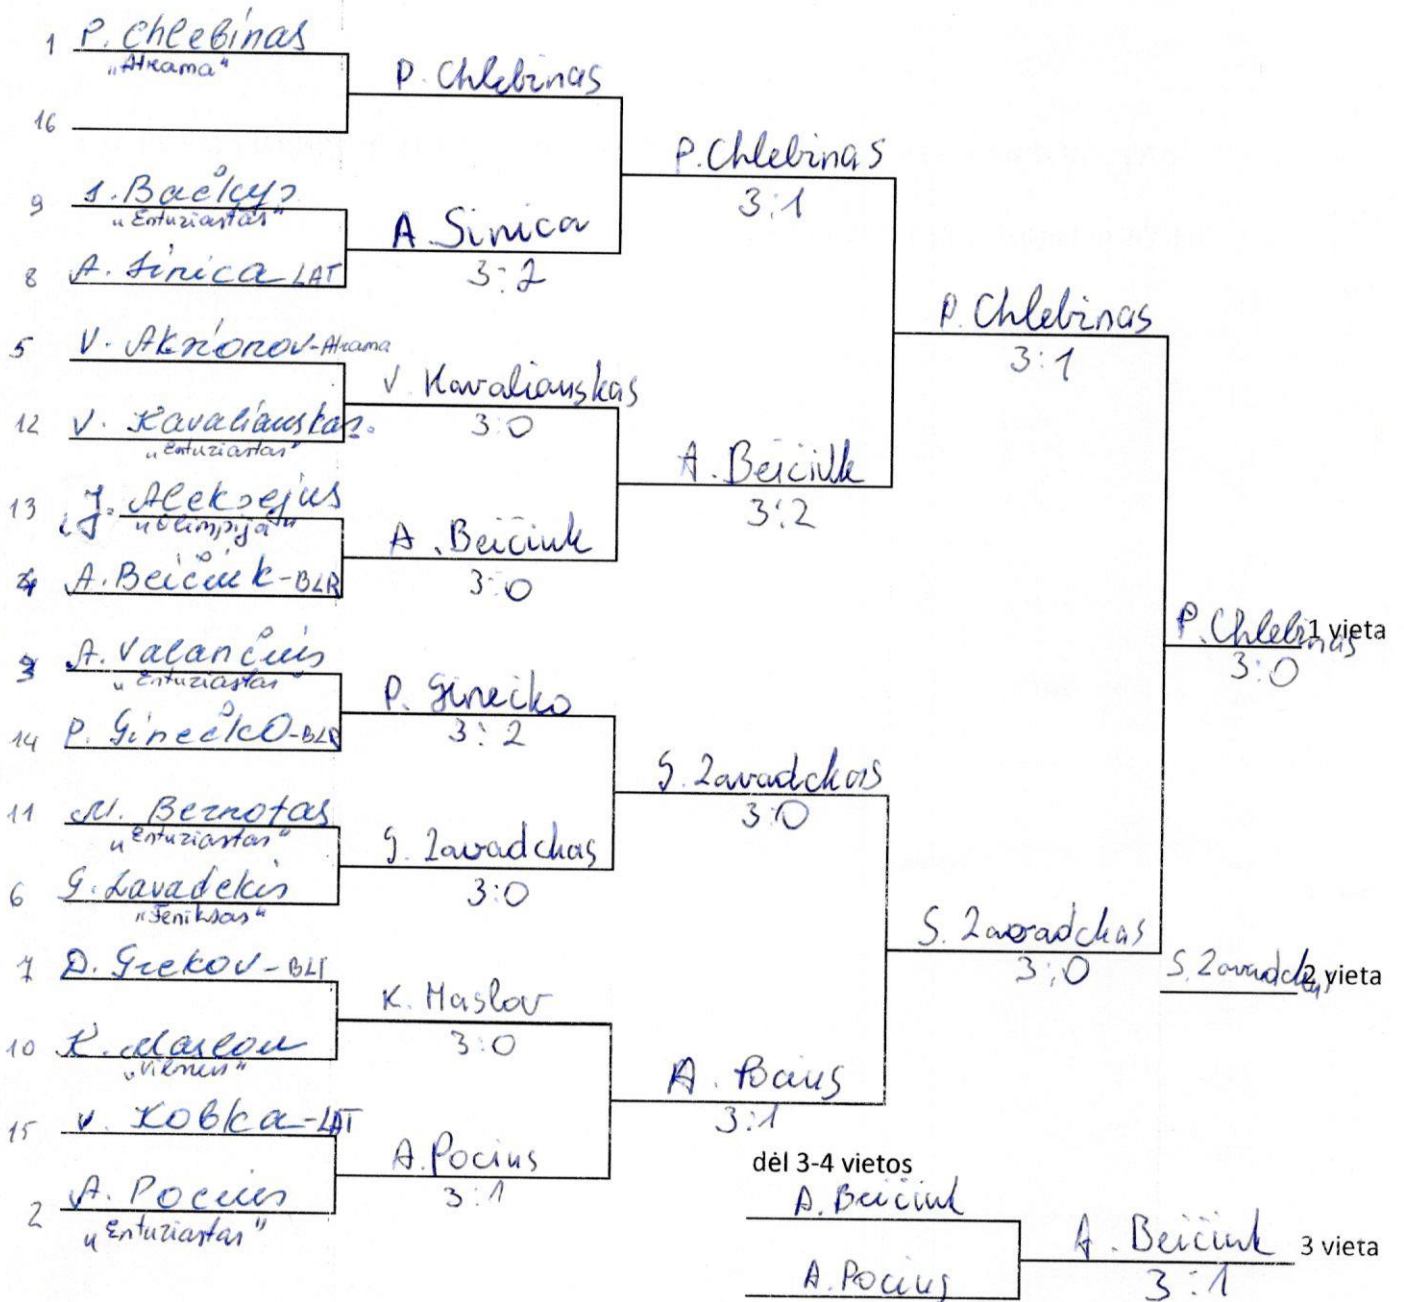 1 P. Chlebinas
„Atrama“
16
9 J. Bačkys
„Entuziastas“
8 A. Sinica LAT
5 V. Aksionov-Atrama
12 V. Kavaliauskas
„Entuziastas“
13 J. Aleksejus
„Olimpija“
4 A. Beičiuk-BLR
3 A. Valančius
„Entuziastas“
14 P. Ginečko-BLR
11 M. Bernotas
„Entuziastas“
6 G. Zavadckis
„Feniksas“
7 D. Grekov-BLR
10 K. Maslov
„Vilnius“
15 V. Kobka-LAT
2 A. Pocius
„Entuziastas“
P. Chlebinas
A. Sinica
3:2
V. Kavaliauskas
3:0
A. Beičiuk
3:0
P. Ginečko
3:2
G. Zavadckas
3:0
K. Maslov
3:0
A. Pocius
3:1
P. Chlebinas
3:1
A. Beičiuk
3:2
G. Zavadckas
3:0
A. Pocius
3:1
P. Chlebinas
3:1
S. Zavadckas
3:0
P. Chlebinas 1 vieta
3:0
S. Zavadckas 2 vieta
dėl 3-4 vietos
A. Beičiuk
A. Pocius
A. Beičiuk 3 vieta
3:1